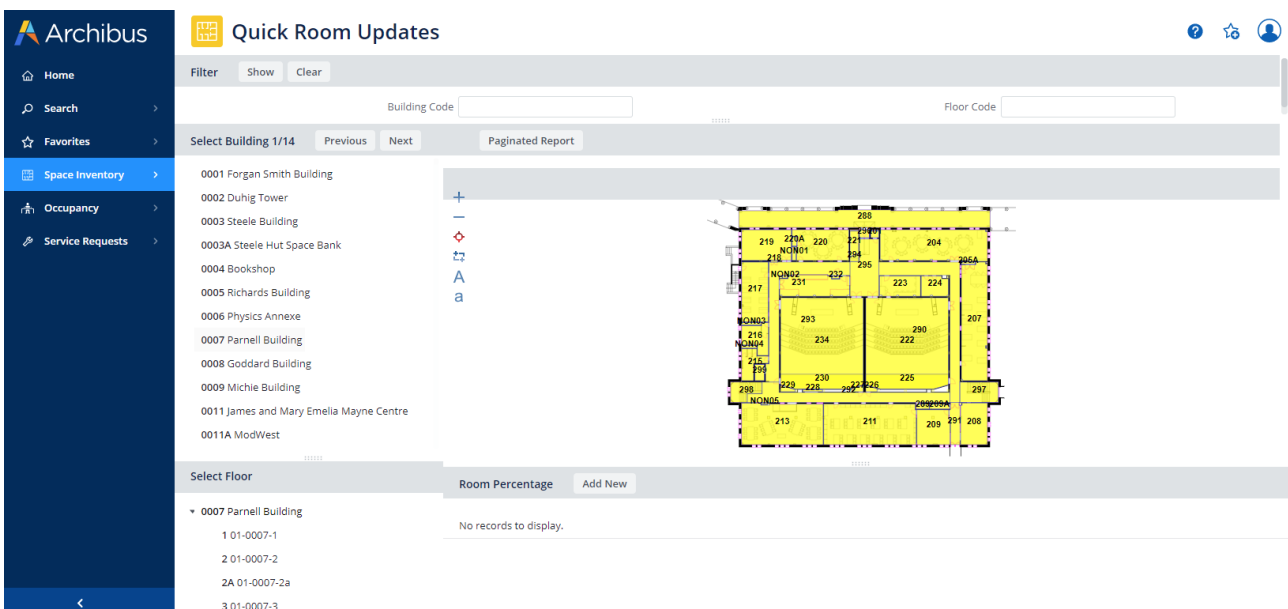 Archibus
Quick Room Updates
Home
Search
Favorites
Space Inventory
Occupancy
Service Requests
Filter Show Clear
Building Code
Floor Code
Select Building 1/14 Previous Next
Paginated Report
0001 Forgan Smith Building
0002 Duhig Tower
0003 Steele Building
0003A Steele Hut Space Bank
0004 Bookshop
0005 Richards Building
0006 Physics Annexe
0007 Parnell Building
0008 Goddard Building
0009 Michie Building
0011 James and Mary Emelia Mayne Centre
0011A ModWest
A
a
288
219 220A 220 221 204
NON01
218 294 295 205A
NON02 231 232 223 224
217
NON03 293 290 207
216 234 222
NON04
215
299
230 225
298 229 228 292 227 226 297
NON05 209A
213 211 209 291 208
Select Floor
0007 Parnell Building
1 01-0007-1
2 01-0007-2
2A 01-0007-2a
3 01-0007-3
Room Percentage Add New
No records to display.